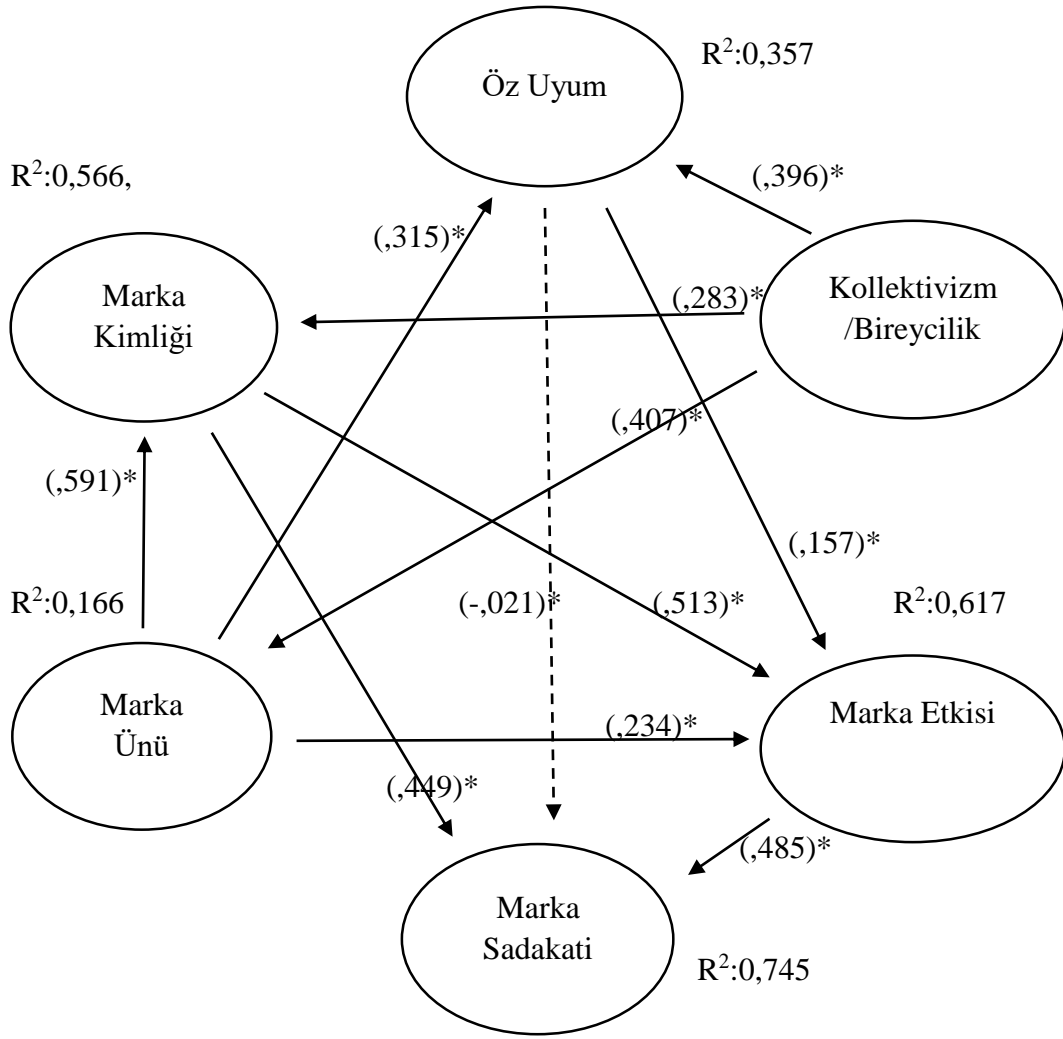 R²:0,357
Öz Uyum
R²:0,566,
(,396)*
(,315)*
Marka
Kimliği
(,283)*
Kollektivizm
/Bireycilik
(,407)*
(,591)*
(,157)*
R²:0,166
(-,021)*
(,513)*
R²:0,617
Marka
Ünü
(,234)*
Marka Etkisi
(,449)*
(,485)*
Marka
Sadakati
R²:0,745